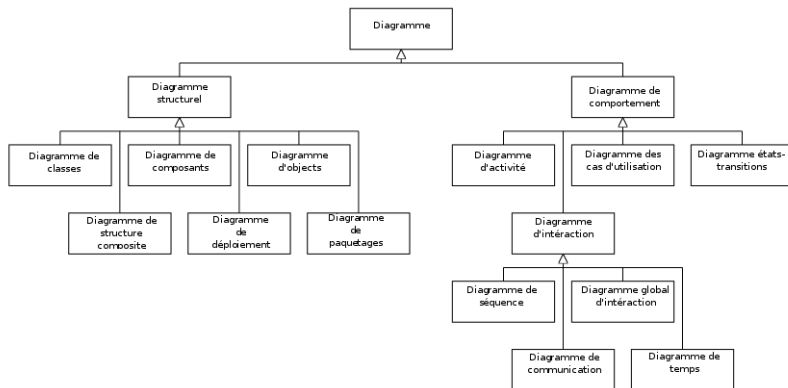 Diagramme
Diagramme
structurel
Diagramme de
comportement
Diagramme de
classes
Diagramme de
composants
Diagramme
d'objects
Diagramme
d'activité
Diagramme des
cas d'utilisation
Diagramme états-
transitions
Diagramme de
structure
composite
Diagramme
de
déploiement
Diagramme
de
paquetages
Diagramme
d'intéraction
Diagramme de
séquence
Diagramme global
d'intéraction
Diagramme de
communication
Diagramme de
temps